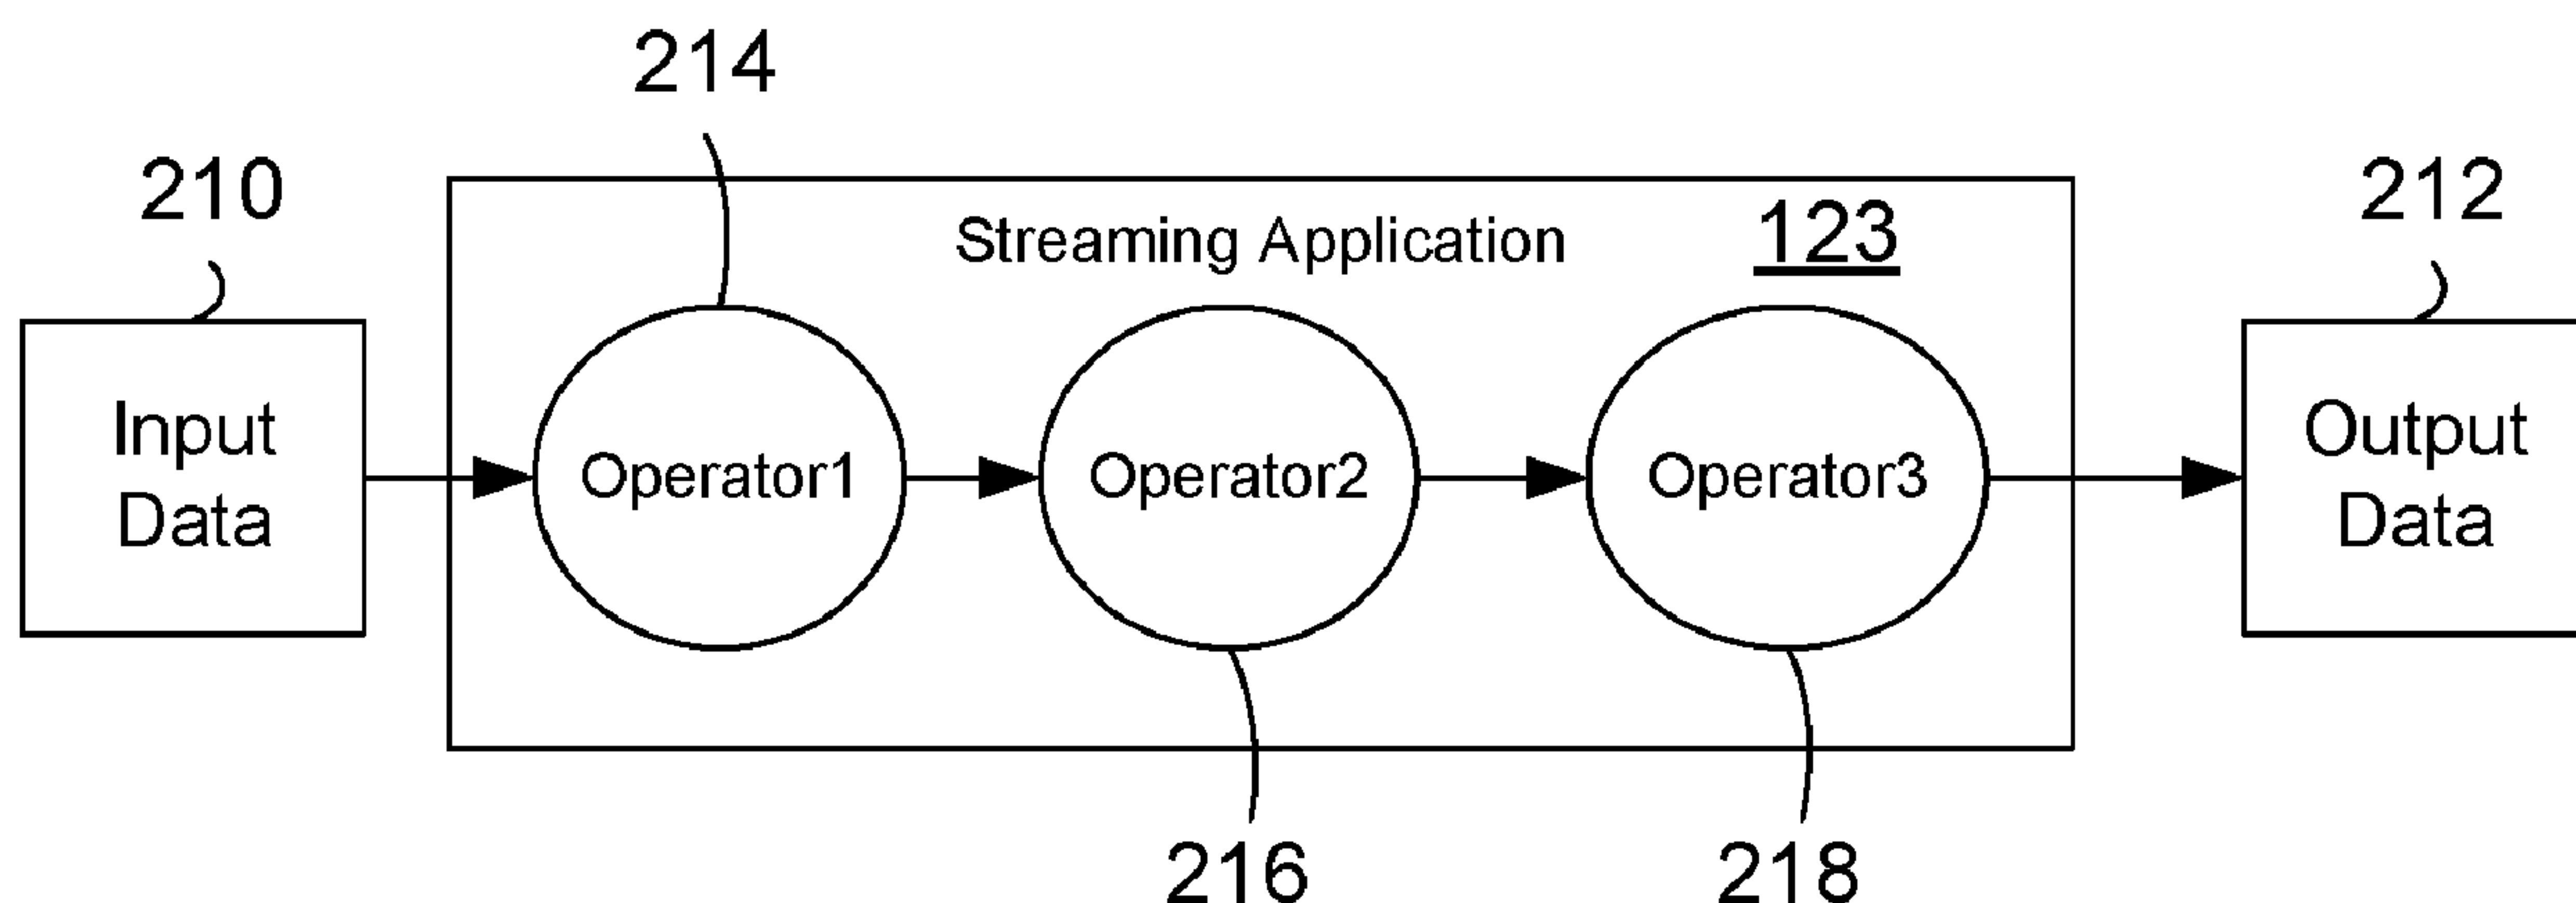 214
210
212
Streaming Application 123
Input
Data
Operator1
Operator2
Operator3
Output
Data
216
218